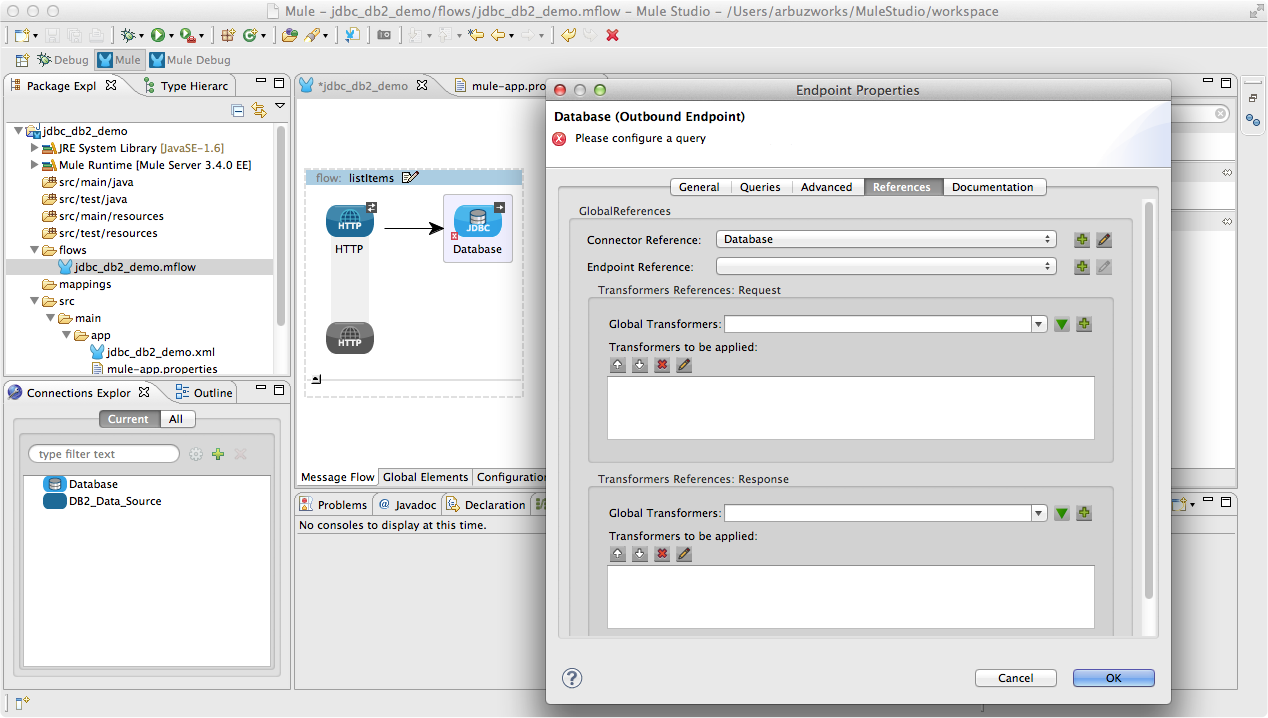 Mule – jdbc_db2_demo/flows/jdbc_db2_demo.mflow – Mule Studio – /Users/arbuzworks/MuleStudio/workspace
Debug Mule Mule Debug
Package Expl Type Hierarc
jdbc_db2_demo
JRE System Library [JavaSE-1.6]
Mule Runtime [Mule Server 3.4.0 EE]
src/main/java
src/test/java
src/main/resources
src/test/resources
flows
jdbc_db2_demo.mflow
mappings
src
main
app
jdbc_db2_demo.xml
mule-app.properties
Connections Explor Outline
Current All
type filter text
Database
DB2_Data_Source
*jdbc_db2_demo mule-app.pro
flow: listItems
HTTP
HTTP
JDBC
Database
HTTP
Message Flow Global Elements Configuration
Problems Javadoc Declaration
No consoles to display at this time.
Endpoint Properties
Database (Outbound Endpoint)
Please configure a query
General Queries Advanced References Documentation
GlobalReferences
Connector Reference: Database
Endpoint Reference:
Transformers References: Request
Global Transformers:
Transformers to be applied:
Transformers References: Response
Global Transformers:
Transformers to be applied:
? Cancel OK